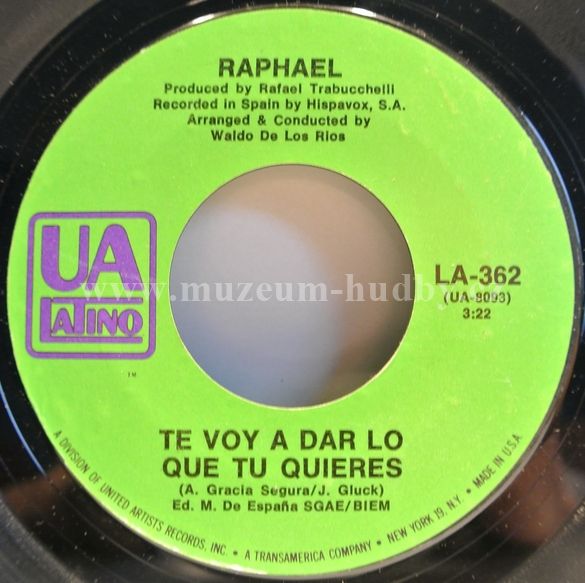 RAPHAEL
Produced by Rafael Trabucchelli
Recorded in Spain by Hispavox, S.A.
Arranged & Conducted by
Waldo De Los Rios
UA
LATINO
TM
LA-362
(UA-8093)
3:22
www.muzeum-hudby.cz
TE VOY A DAR LO
QUE TU QUIERES
(A. Gracia Segura/J. Gluck)
Ed. M. De España SGAE/BIEM
A DIVISION OF UNITED ARTISTS RECORDS, INC. • A TRANSAMERICA COMPANY • NEW YORK 19, N.Y. • MADE IN U.S.A.